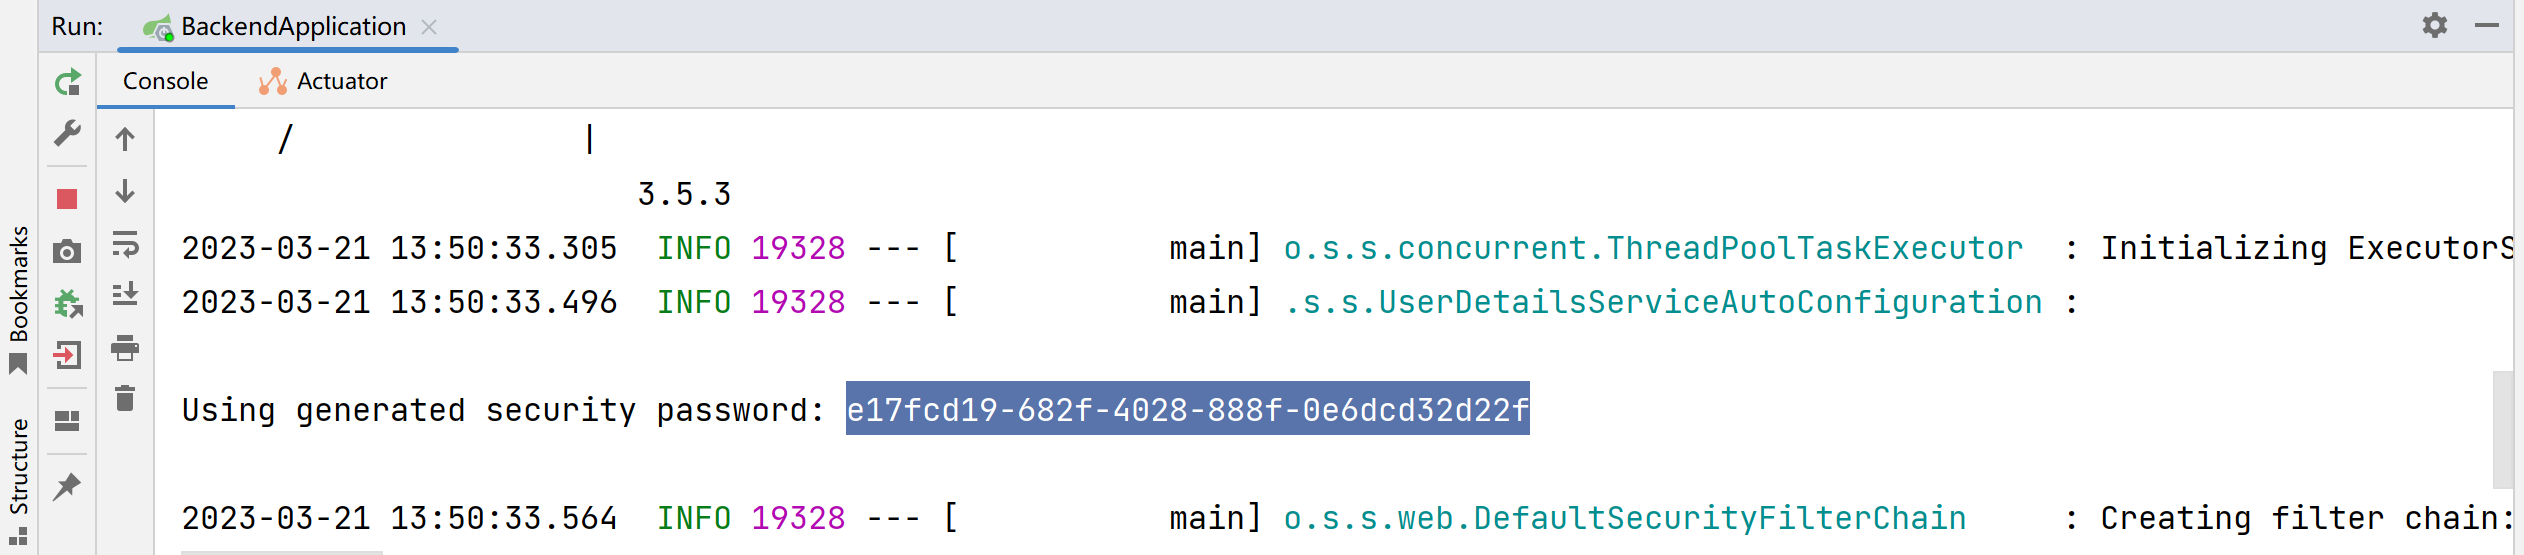 Run: BackendApplication
Console Actuator
/ |
3.5.3
2023-03-21 13:50:33.305 INFO 19328 --- [ main] o.s.s.concurrent.ThreadPoolTaskExecutor : Initializing ExecutorS
2023-03-21 13:50:33.496 INFO 19328 --- [ main] .s.s.UserDetailsServiceAutoConfiguration :
Using generated security password: e17fcd19-682f-4028-888f-0e6dcd32d22f
2023-03-21 13:50:33.564 INFO 19328 --- [ main] o.s.s.web.DefaultSecurityFilterChain : Creating filter chain:
Bookmarks
Structure